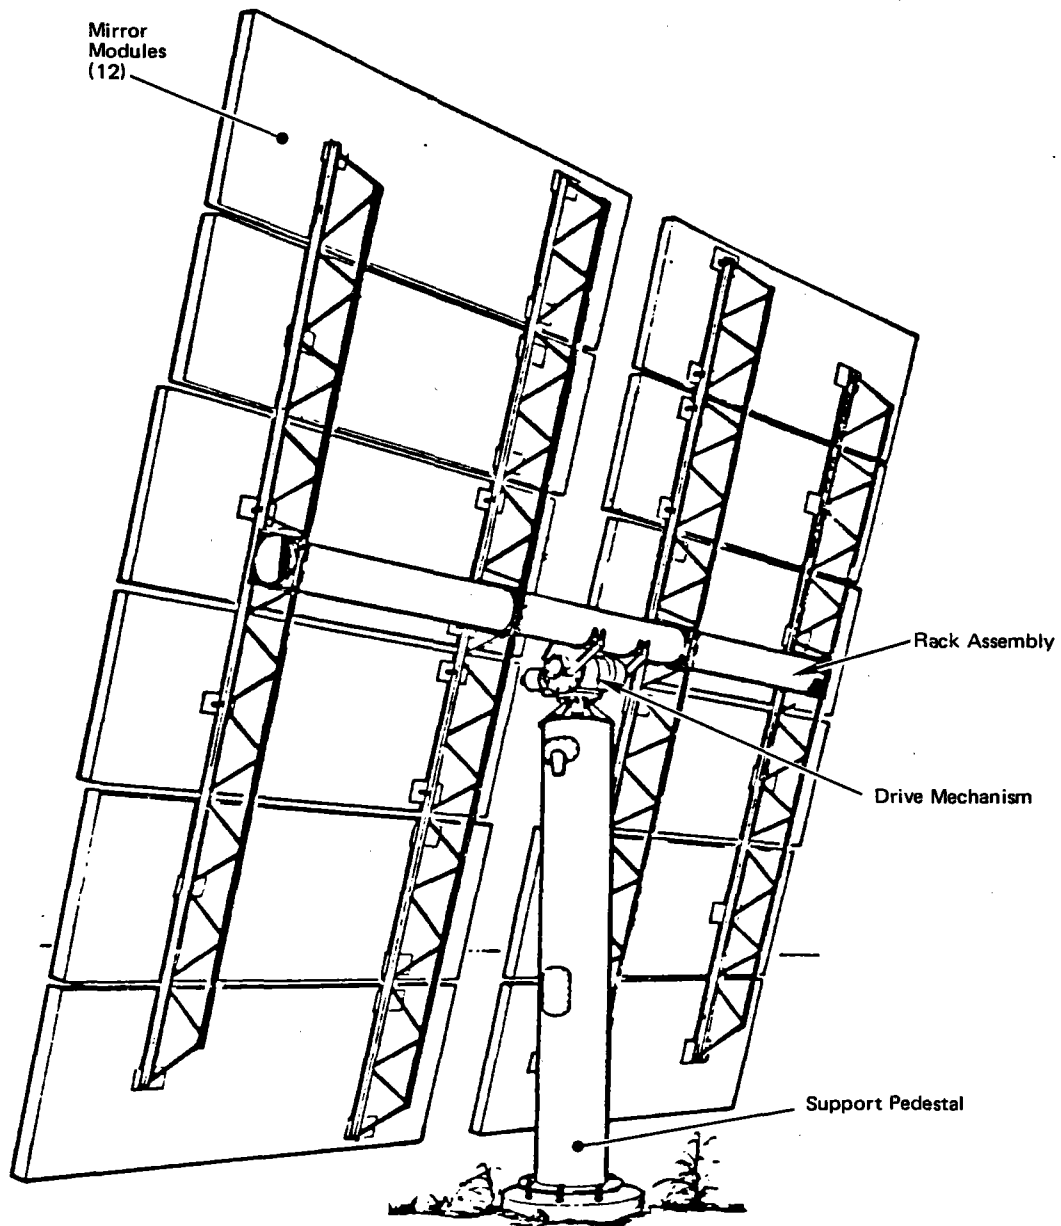 Mirror
Modules
(12)
Rack Assembly
Drive Mechanism
Support Pedestal